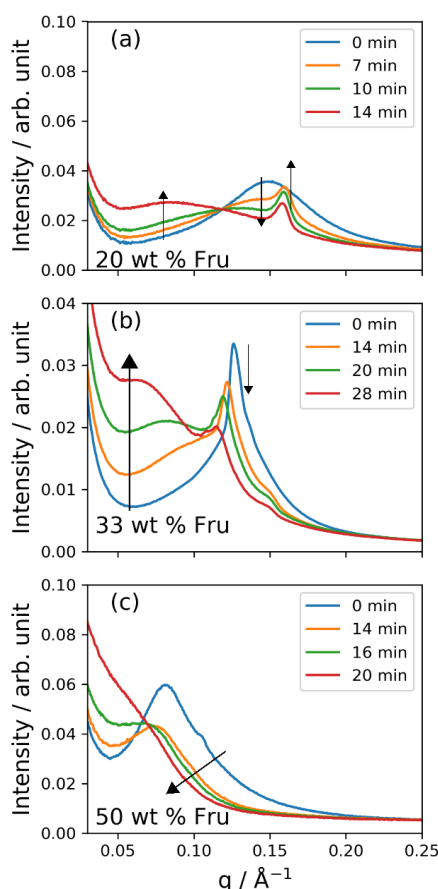 (a)
0 min
7 min
10 min
14 min
20 wt % Fru
0.10
0.08
0.06
0.04
0.02
0.00
Intensity / arb. unit
(b)
0 min
14 min
20 min
28 min
33 wt % Fru
0.04
0.03
0.02
0.01
0.00
Intensity / arb. unit
(c)
0 min
14 min
16 min
20 min
50 wt % Fru
0.10
0.08
0.06
0.04
0.02
0.00
Intensity / arb. unit
0.05 0.10 0.15 0.20 0.25
q / Å⁻¹